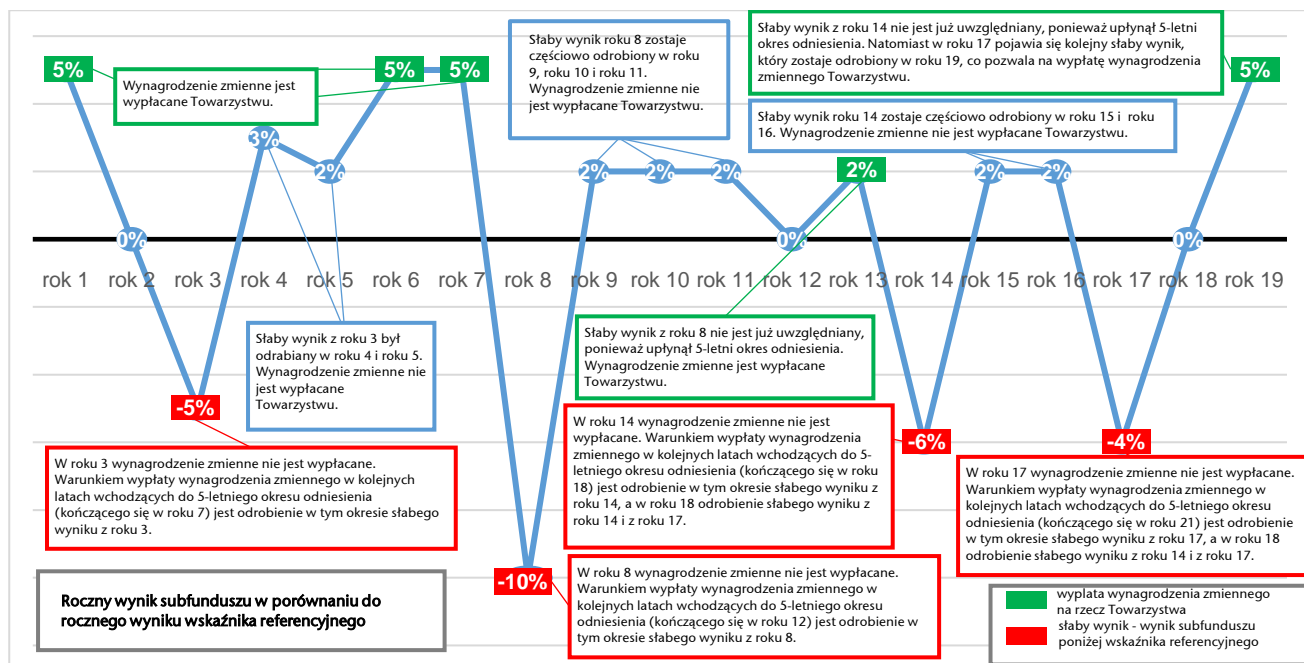 Słaby wynik z roku 14 nie jest już uwzględniany, ponieważ upłynął 5-letni
okres odniesienia. Natomiast w roku 17 pojawia się kolejny słaby wynik,
który zostaje odrobiony w roku 19, co pozwala na wypłatę wynagrodzenia
zmiennego Towarzystwu.
Słaby wynik roku 8 zostaje
częściowo odrobiony w roku
9, roku 10 i roku 11.
Wynagrodzenie zmienne nie
jest wypłacane Towarzystwu.
Wynagrodzenie zmienne jest
wypłacane Towarzystwu.
Słaby wynik roku 14 zostaje częściowo odrobiony w roku 15 i roku
16. Wynagrodzenie zmienne nie jest wypłacane Towarzystwu.
5%
0%
-5%
3%
2%
5%
5%
-10%
2%
2%
2%
0%
2%
-6%
2%
2%
-4%
0%
5%
rok 1 rok 2 rok 3 rok 4 rok 5 rok 6 rok 7 rok 8 rok 9 rok 10 rok 11 rok 12 rok 13 rok 14 rok 15 rok 16 rok 17 rok 18 rok 19
Słaby wynik z roku 3 był
odrabiany w roku 4 i roku 5.
Wynagrodzenie zmienne nie
jest wypłacane
Towarzystwu.
Słaby wynik z roku 8 nie jest już uwzględniany,
ponieważ upłynął 5-letni okres odniesienia.
Wynagrodzenie zmienne jest wypłacane
Towarzystwu.
W roku 3 wynagrodzenie zmienne nie jest wypłacane.
Warunkiem wypłaty wynagrodzenia zmiennego w kolejnych
latach wchodzących do 5-letniego okresu odniesienia
(kończącego się w roku 7) jest odrobienie w tym okresie słabego
wyniku z roku 3.
W roku 14 wynagrodzenie zmienne nie jest
wypłacane. Warunkiem wypłaty wynagrodzenia
zmiennego w kolejnych latach wchodzących do 5-
letniego okresu odniesienia (kończącego się w roku
18) jest odrobienie w tym okresie słabego wyniku z
roku 14, a w roku 18 odrobienie słabego wyniku z
roku 14 i z roku 17.
W roku 17 wynagrodzenie zmienne nie jest wypłacane.
Warunkiem wypłaty wynagrodzenia zmiennego w
kolejnych latach wchodzących do 5-letniego okresu
odniesienia (kończącego się w roku 21) jest odrobienie
w tym okresie słabego wyniku z roku 17, a w roku 18
odrobienie słabego wyniku z roku 14 i z roku 17.
W roku 8 wynagrodzenie zmienne nie jest wypłacane.
Warunkiem wypłaty wynagrodzenia zmiennego w
kolejnych latach wchodzących do 5-letniego okresu
odniesienia (kończącego się w roku 12) jest odrobienie w
tym okresie słabego wyniku z roku 8.
Roczny wynik subfunduszu w porównaniu do
rocznego wyniku wskaźnika referencyjnego
wyplata wynagrodzenia zmiennego
na rzecz Towarzystwa
słaby wynik - wynik subfunduszu
poniżej wskaźnika referencyjnego